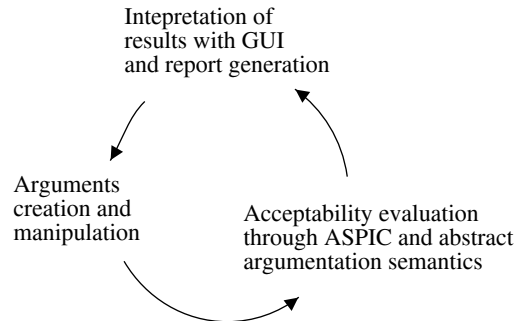 Intepretation of
results with GUI
and report generation
Arguments
creation and
manipulation
Acceptability evaluation
through ASPIC and abstract
argumentation semantics